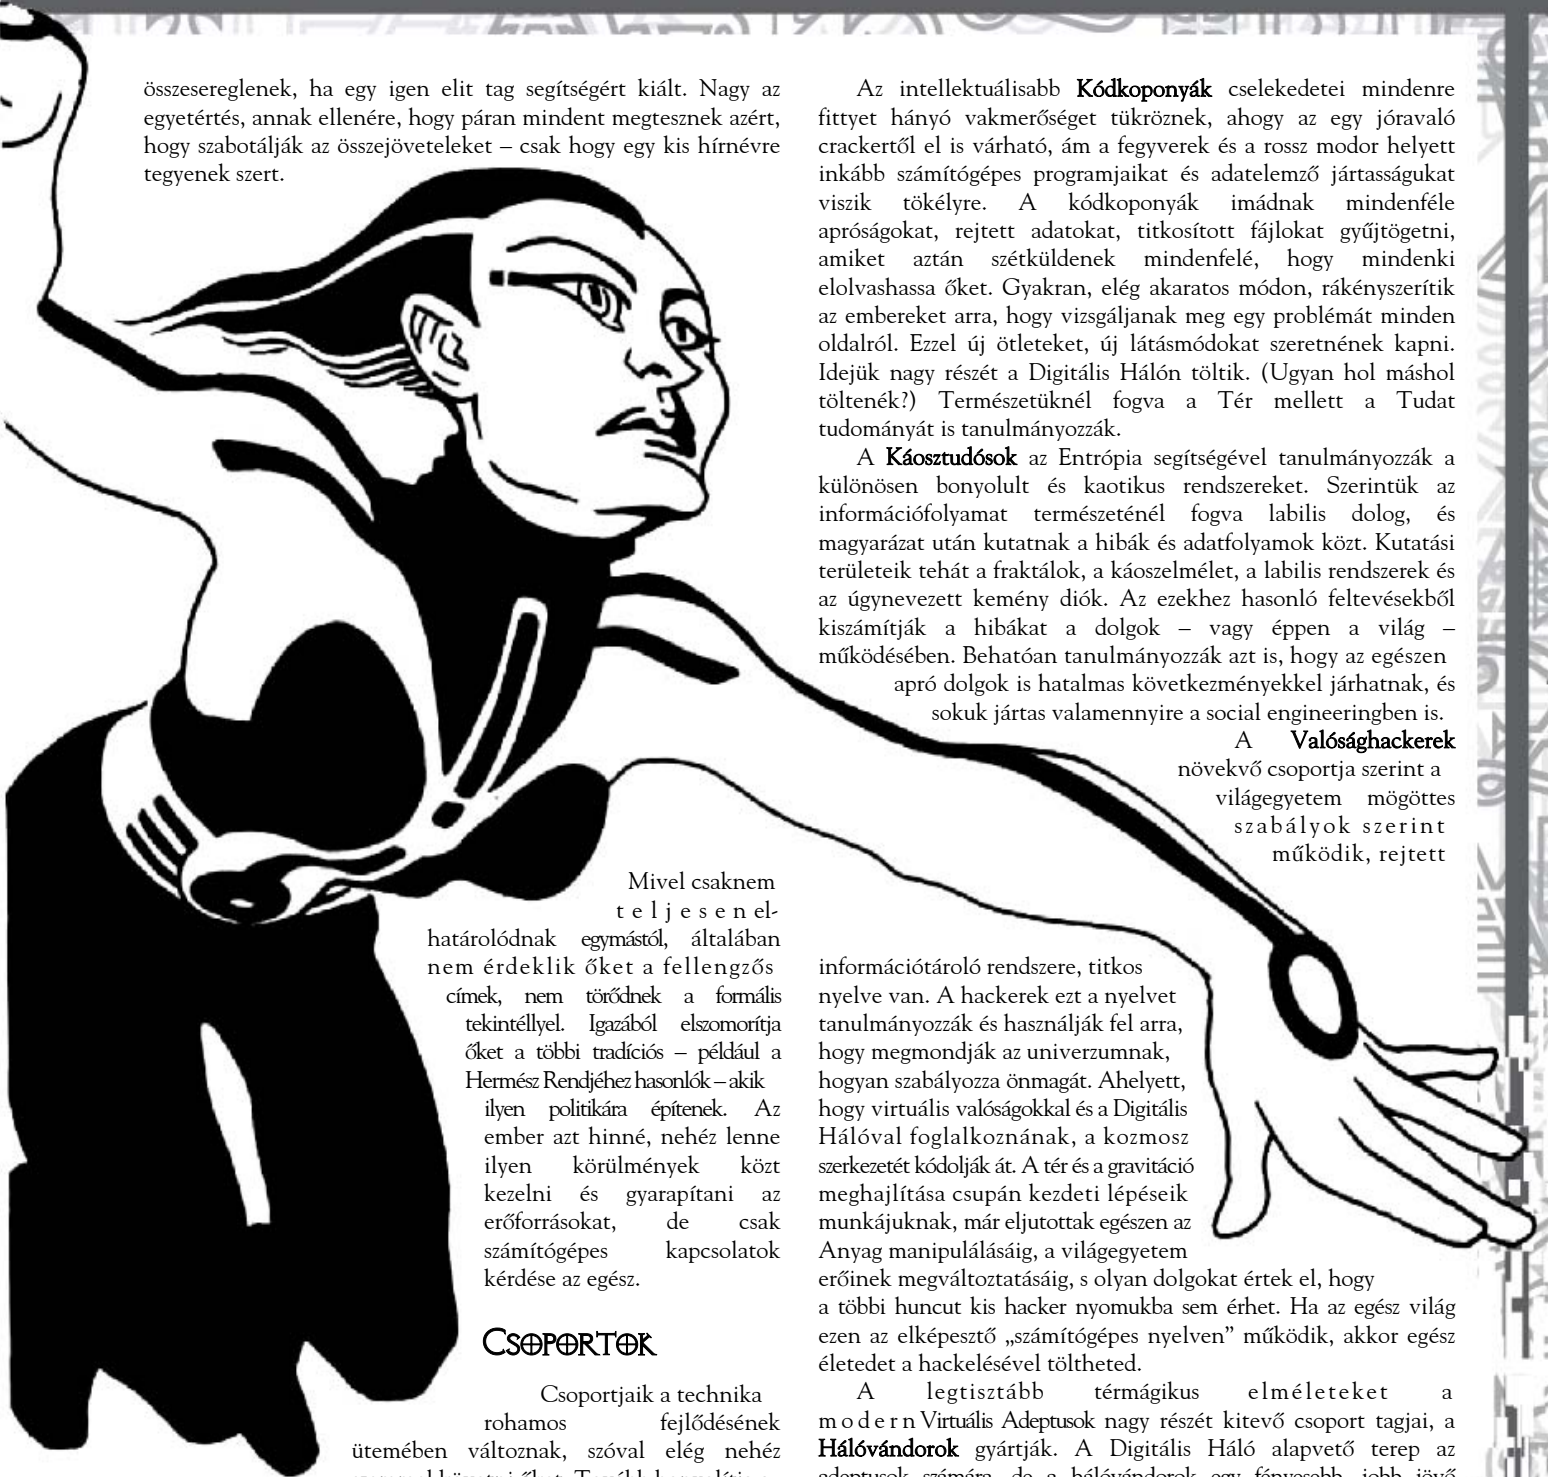 összesereglenek, ha egy igen elit tag segítségért kiált. Nagy az
egyetértés, annak ellenére, hogy páran mindent megtesznek azért,
hogy szabotálják az összejöveteleket – csak hogy egy kis hírnévre
tegyenek szert.
Mivel csaknem
teljesen el-
határolódnak egymástól, általában
nem érdeklik őket a fellengzős
címek, nem törődnek a formális
tekintéllyel. Igazából elszomorítja
őket a többi tradíciós – például a
Hermész Rendjéhez hasonlók – akik
ilyen politikára építenek. Az
ember azt hinné, nehéz lenne
ilyen körülmények közt
kezelni és gyarapítani az
erőforrásokat, de csak
számítógépes kapcsolatok
kérdése az egész.
CSOPORTOK
Csoportjaik a technika
rohamos fejlődésének
ütemében változnak, szóval elég nehéz
Az intellektuálisabb Kódkoponyák cselekedetei mindenre
fittyet hányó vakmerőséget tükröznek, ahogy az egy jóravaló
crackertől el is várható, ám a fegyverek és a rossz modor helyett
inkább számítógépes programjaikat és adatelemző jártasságukat
viszik tökélyre. A kódkoponyák imádnak mindenféle
apróságokat, rejtett adatokat, titkosított fájlokat gyűjtögetni,
amiket aztán szétküldenek mindenfelé, hogy mindenki
elolvashassa őket. Gyakran, elég akaratos módon, rákényszerítik
az embereket arra, hogy vizsgáljanak meg egy problémát minden
oldalról. Ezzel új ötleteket, új látásmódokat szeretnének kapni.
Idejük nagy részét a Digitális Hálón töltik. (Ugyan hol máshol
töltenék?) Természetüknél fogva a Tér mellett a Tudat
tudományát is tanulmányozzák.
A Káosztudósok az Entrópia segítségével tanulmányozzák a
különösen bonyolult és kaotikus rendszereket. Szerintük az
információfolyamat természeténél fogva labilis dolog, és
magyarázat után kutatnak a hibák és adatfolyamok közt. Kutatási
területeik tehát a fraktálok, a káoszelmélet, a labilis rendszerek és
az úgynevezett kemény diók. Az ezekhez hasonló feltevésekből
kiszámítják a hibákat a dolgok – vagy éppen a világ –
működésében. Behatóan tanulmányozzák azt is, hogy az egészen
apró dolgok is hatalmas következményekkel járhatnak, és
sokuk jártas valamennyire a social engineeringben is.
A Valósághackerek
növekvő csoportja szerint a
világegyetem mögöttes
szabályok szerint
működik, rejtett
információtároló rendszere, titkos
nyelve van. A hackerek ezt a nyelvet
tanulmányozzák és használják fel arra,
hogy megmondják az univerzumnak,
hogyan szabályozza önmagát. Ahelyett,
hogy virtuális valóságokkal és a Digitális
Hálóval foglalkoznának, a kozmosz
szerkezetét kódolják át. A tér és a gravitáció
meghajlítása csupán kezdeti lépéseik
munkájuknak, már eljutottak egészen az
Anyag manipulálásáig, a világegyetem
erőinek megváltoztatásáig, s olyan dolgokat értek el, hogy
a többi huncut kis hacker nyomukba sem érhet. Ha az egész világ
ezen az elképesztő „számítógépes nyelven” működik, akkor egész
életedet a hackelésével töltheted.
A legtisztább térmágikus elméleteket a
modern Virtuális Adeptusok nagy részét kitevő csoport tagjai, a
Hálóvándorok gyártják. A Digitális Háló alapvető terep az
adeptusok számára, de a hálóvándorok egy fényesebb, jobb jövő